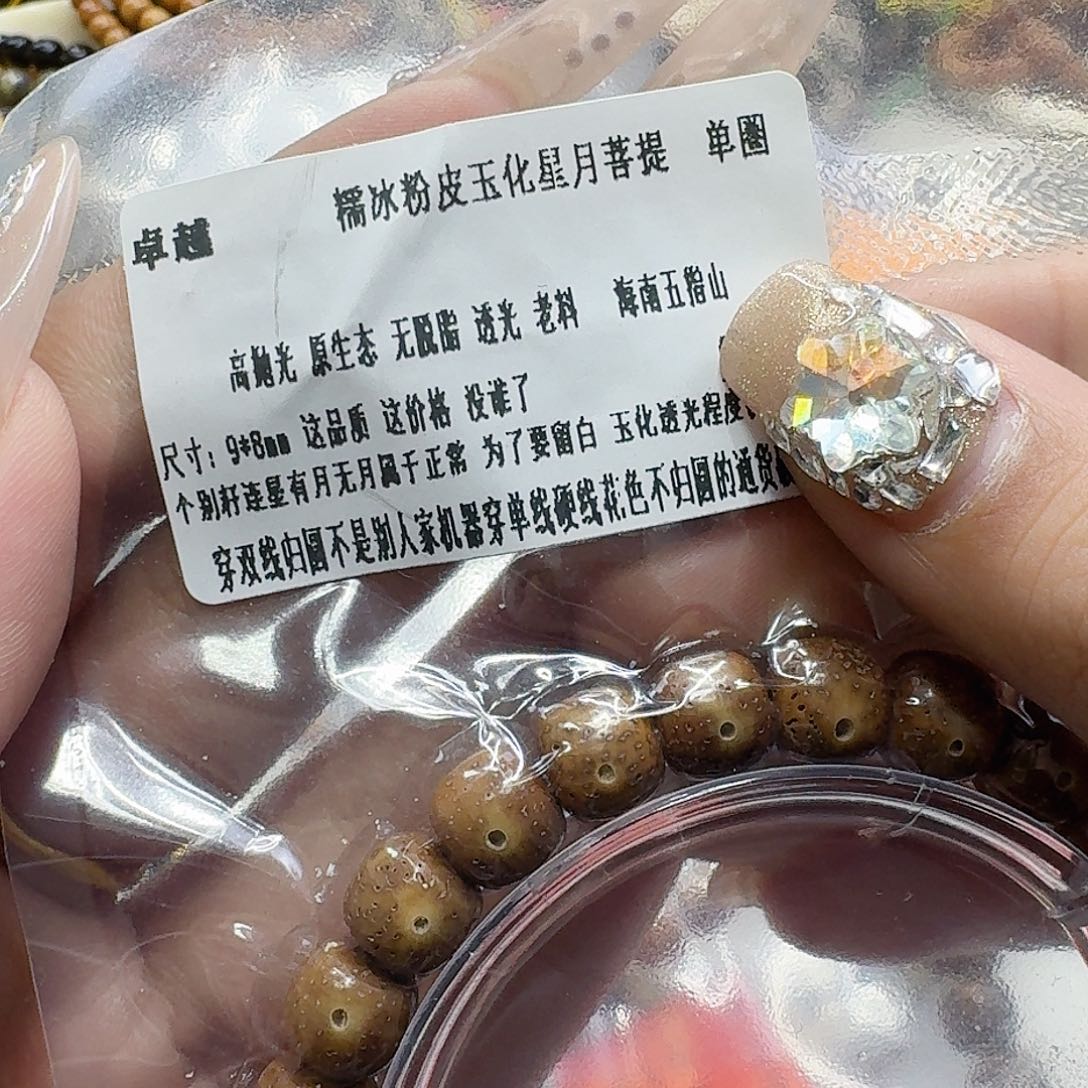 糯冰粉皮玉化星月菩提 单圈
卓越
高抛光 原生态 无脱脂 透光 老料 海南五指山
尺寸：9*8mm 这品质 这价格 没谁了
个别籽连星有月无月属于正常 为了要留白 玉化透光程度
穿双线归圆不是别人家机器穿单线硬线花色不归圆的通货